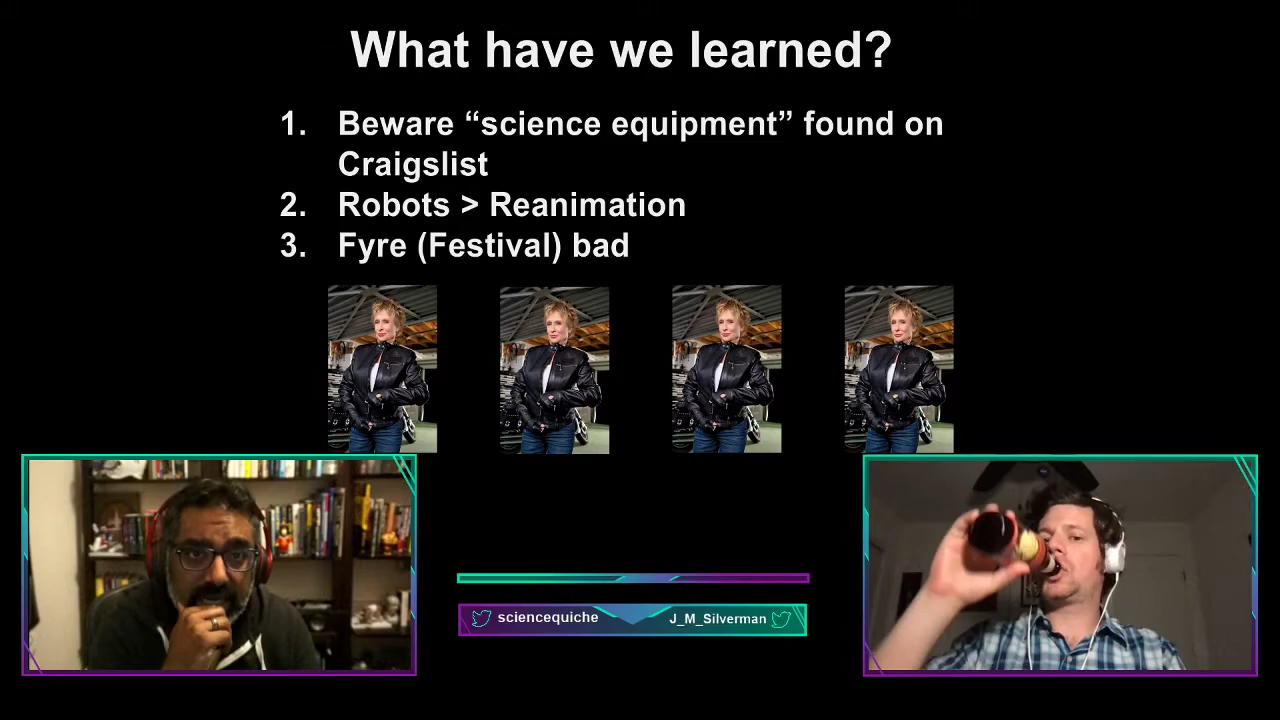 What have we learned?
1. Beware “science equipment” found on
Craigslist
2. Robots > Reanimation
3. Fyre (Festival) bad
sciencequiche
J_M_Silverman